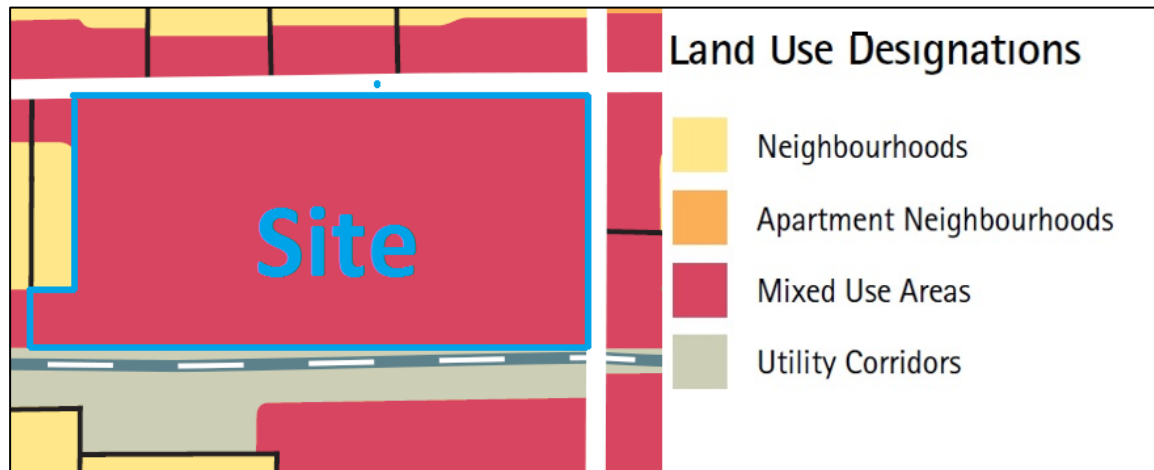 Land Use Designations
Neighbourhoods
Apartment Neighbourhoods
Site
Mixed Use Areas
Utility Corridors